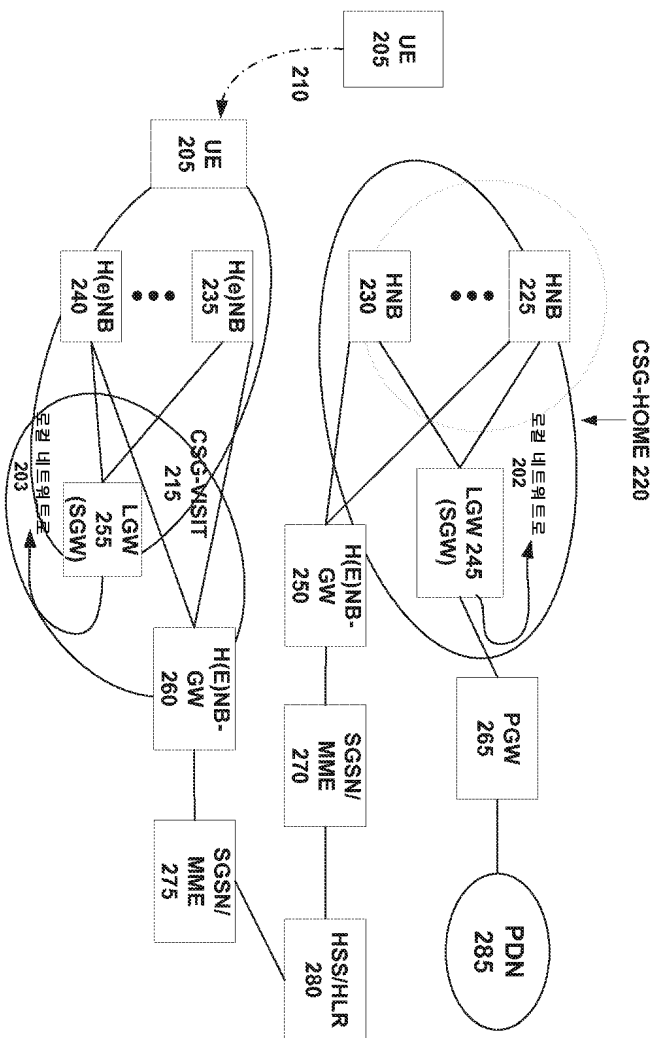 UE
205
210
UE
205
CSG-HOME 220
HNB
225
HNB
230
H(e)NB
235
H(e)NB
240
로컬 네트워크로
202
LGW 245
(SGW)
CSG-VISIT
215
LGW
255
(SGW)
로컬 네트워크로
203
H(E)NB-
GW
250
H(E)NB-
GW
260
PGW
265
SGSN/
MME
270
SGSN/
MME
275
PDN
285
HSS/HLR
280